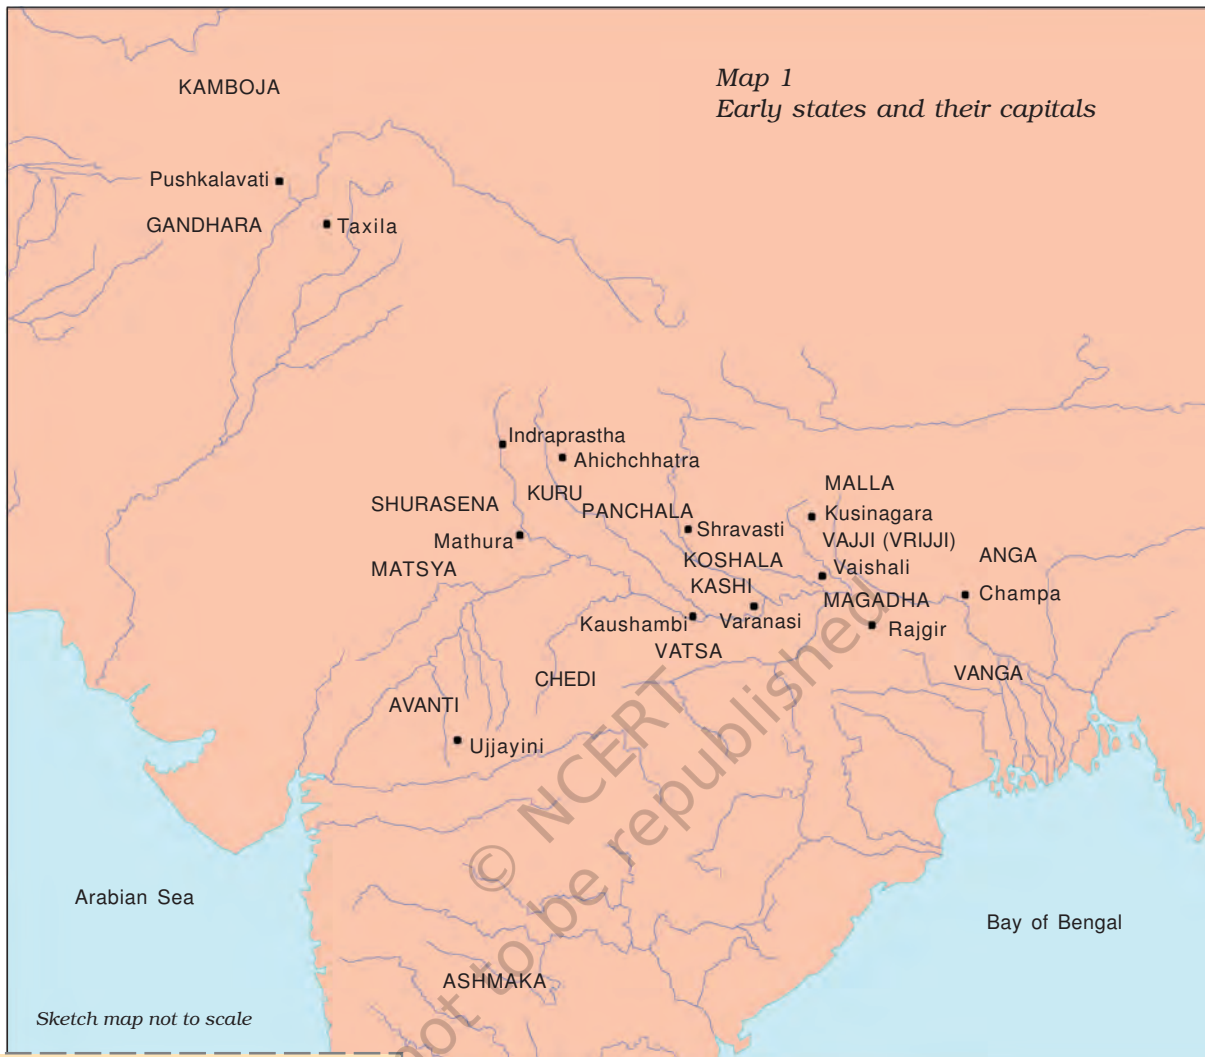 Map 1
Early states and their capitals
KAMBOJA
Pushkalavati
GANDHARA
Taxila
Indraprastha
Ahichchhatra
KURU
SHURASENA
PANCHALA
MALLA
Kusinagara
Shravasti
Mathura
VAJJI (VRIJJI)
ANGA
KOSHALA
Vaishali
MATSYA
KASHI
Champa
MAGADHA
Kaushambi
Varanasi
Rajgir
VATSA
VANGA
CHEDI
AVANTI
Ujjayini
© NCERT
not to be republished
Arabian Sea
Bay of Bengal
ASHMAKA
Sketch map not to scale